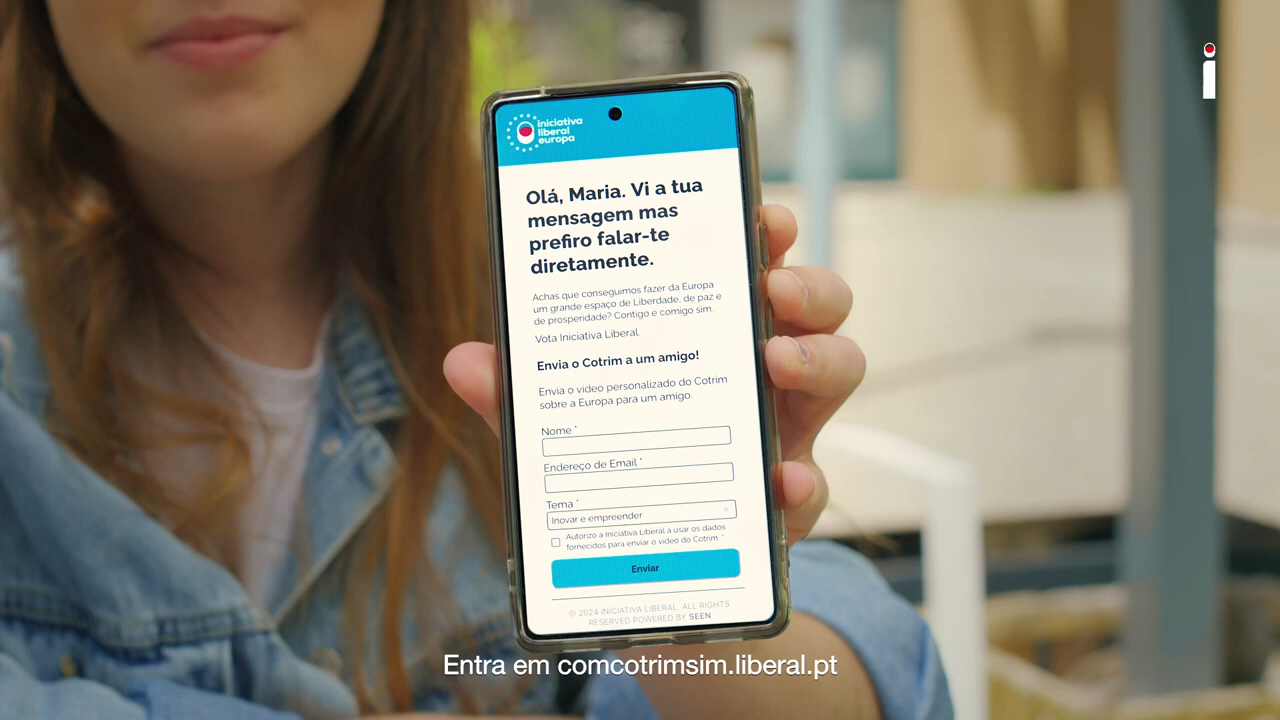 iniciativa
liberal
europa
Olá, Maria. Vi a tua
mensagem mas
prefiro falar-te
diretamente.
Achas que conseguimos fazer da Europa
um grande espaço de Liberdade, de paz e
de prosperidade? Contigo e comigo sim.
Vota Iniciativa Liberal.
Envia o Cotrim a um amigo!
Envia o video personalizado do Cotrim
sobre a Europa para um amigo.
Nome *
Endereço de Email *
Tema *
Inovar e empreender
Autorizo a Iniciativa Liberal a usar os dados
fornecidos para enviar o video do Cotrim. *
Enviar
© 2024 INICIATIVA LIBERAL. ALL RIGHTS
RESERVED POWERED BY SEEN
Entra em comcotrimsim.liberal.pt